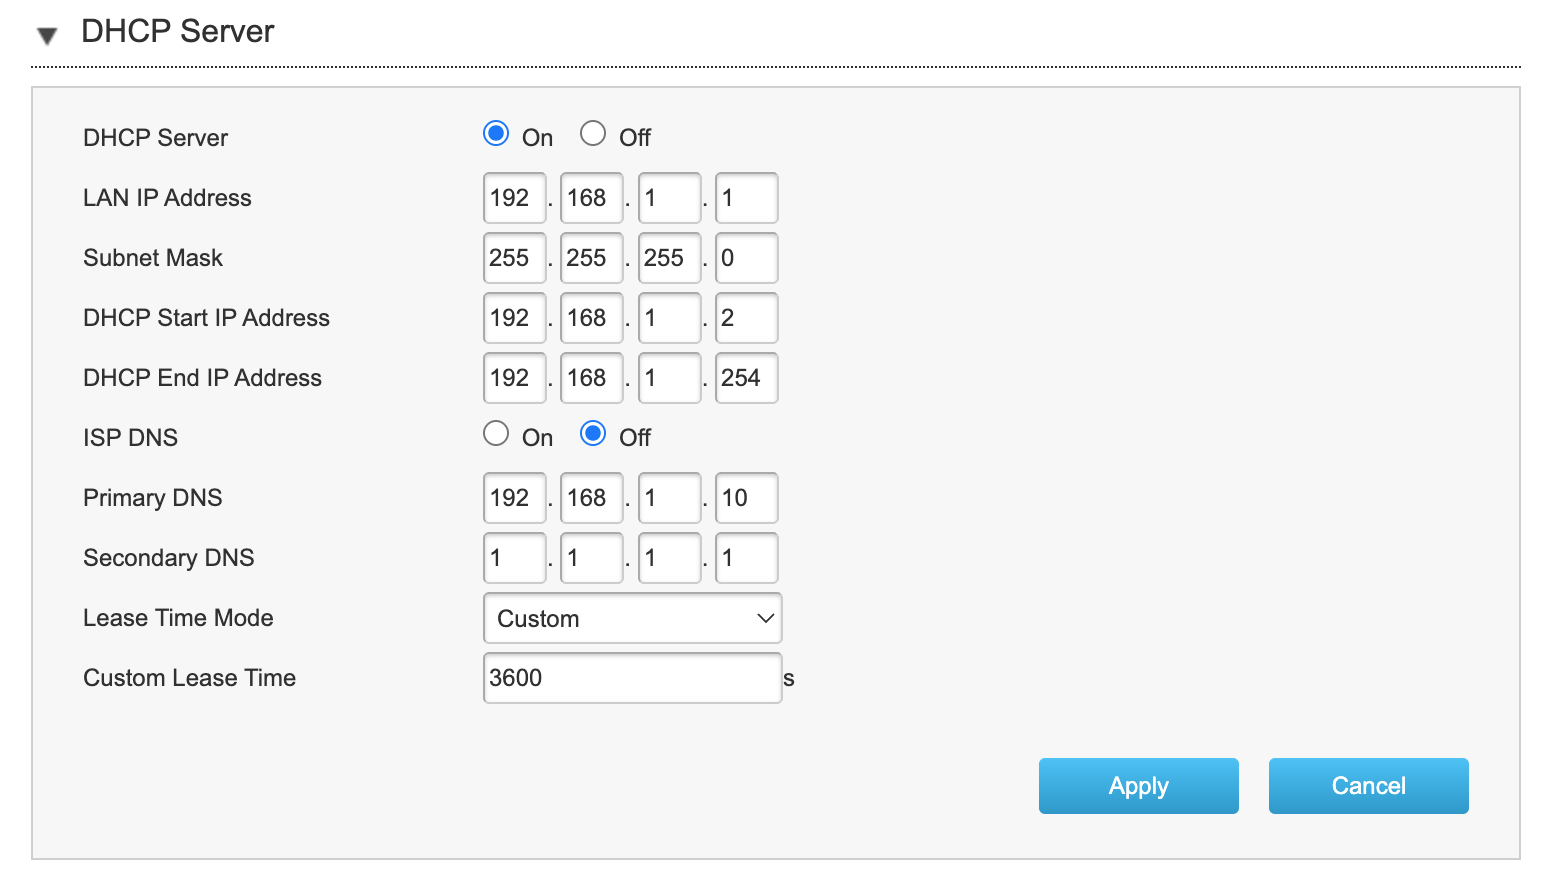 DHCP Server
DHCP Server On Off
LAN IP Address 192 . 168 . 1 . 1
Subnet Mask 255 . 255 . 255 . 0
DHCP Start IP Address 192 . 168 . 1 . 2
DHCP End IP Address 192 . 168 . 1 . 254
ISP DNS On Off
Primary DNS 192 . 168 . 1 . 10
Secondary DNS 1 . 1 . 1 . 1
Lease Time Mode Custom
Custom Lease Time 3600 s
Apply Cancel